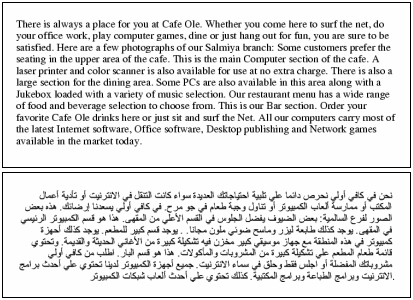 There is always a place for you at Cafe Ole. Whether you come here to surf the net, do
your office work, play computer games, dine or just hang out for fun, you are sure to be
satisfied. Here are a few photographs of our Salmiya branch: Some customers prefer the
seating in the upper area of the cafe. This is the main Computer section of the cafe. A
laser printer and color scanner is also available for use at no extra charge. There is also a
large section for the dining area. Some PCs are also available in this area along with a
Jukebox loaded with a variety of music selection. Our restaurant menu has a wide range
of food and beverage selection to choose from. This is our Bar section. Order your
favorite Cafe Ole drinks here or just sit and surf the Net. All our computers carry most of
the latest Internet software, Office software, Desktop publishing and Network games
available in the market today.
نحن في كافي أولي نحرص دائما على تلبية احتياجاتك العديدة سواء كانت التنقل في الانترنيت أو تأدية أعمال
المكتب أو ممارسة ألعاب الكمبيوتر أو تناول وجبة طعام في جو مرح. في كافي أولي يسعدنا إرضائك. هذه بعض
الصور لفرع السالمية: بعض الضيوف يفضل الجلوس في القسم الأعلى من المقهى. هذا هو قسم الكمبيوتر الرئيسي
في المقهى. يوجد كذلك طابعة ليزر وماسح ضوئي ملون مجانا. . ويوجد قسم كبير للمطعم. يوجد كذلك أجهزة
كمبيوتر في هذه المنطقة مع جهاز موسيقي كبير مخزن فيه تشكيلة كبيرة من الأغاني الحديثة والقديمة. وتحتوي
قائمة طعام المطعم على تشكيلة كبيرة من المشروبات والمأكولات. هذا هو قسم البار. اطلب من كافي أولي
مشروباتك المفضلة أو اجلس فقط وحلق في سماء الانترنيت. جميع أجهزة الكمبيوتر لدينا تحتوي على أحدث برامج
الانترنيت وبرامج الطباعة وبرامج المكتبية. كذلك تحتوي على أحدث ألعاب شبكات الكمبيوتر.